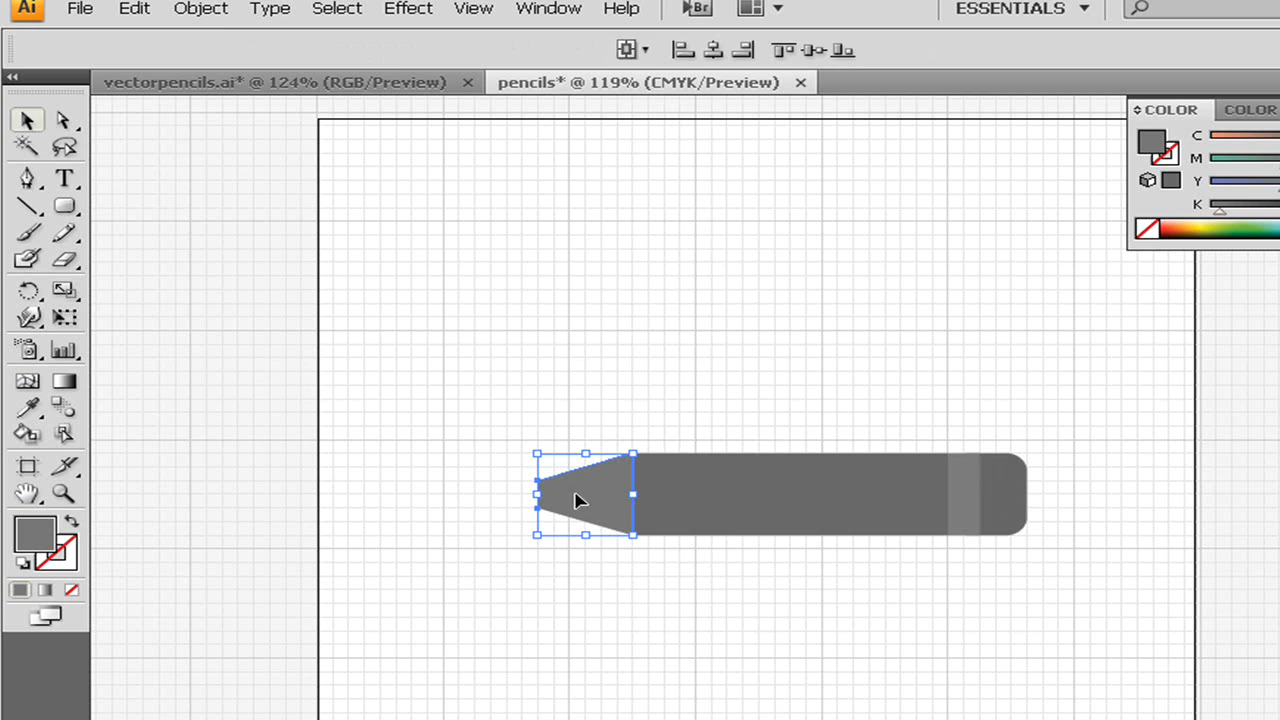 Ai File Edit Object Type Select Effect View Window Help Br ESSENTIALS
vectorpencils.ai* @ 124% (RGB/Preview) pencils* @ 119% (CMYK/Preview)
COLOR COLOR
C
M
Y
K
T